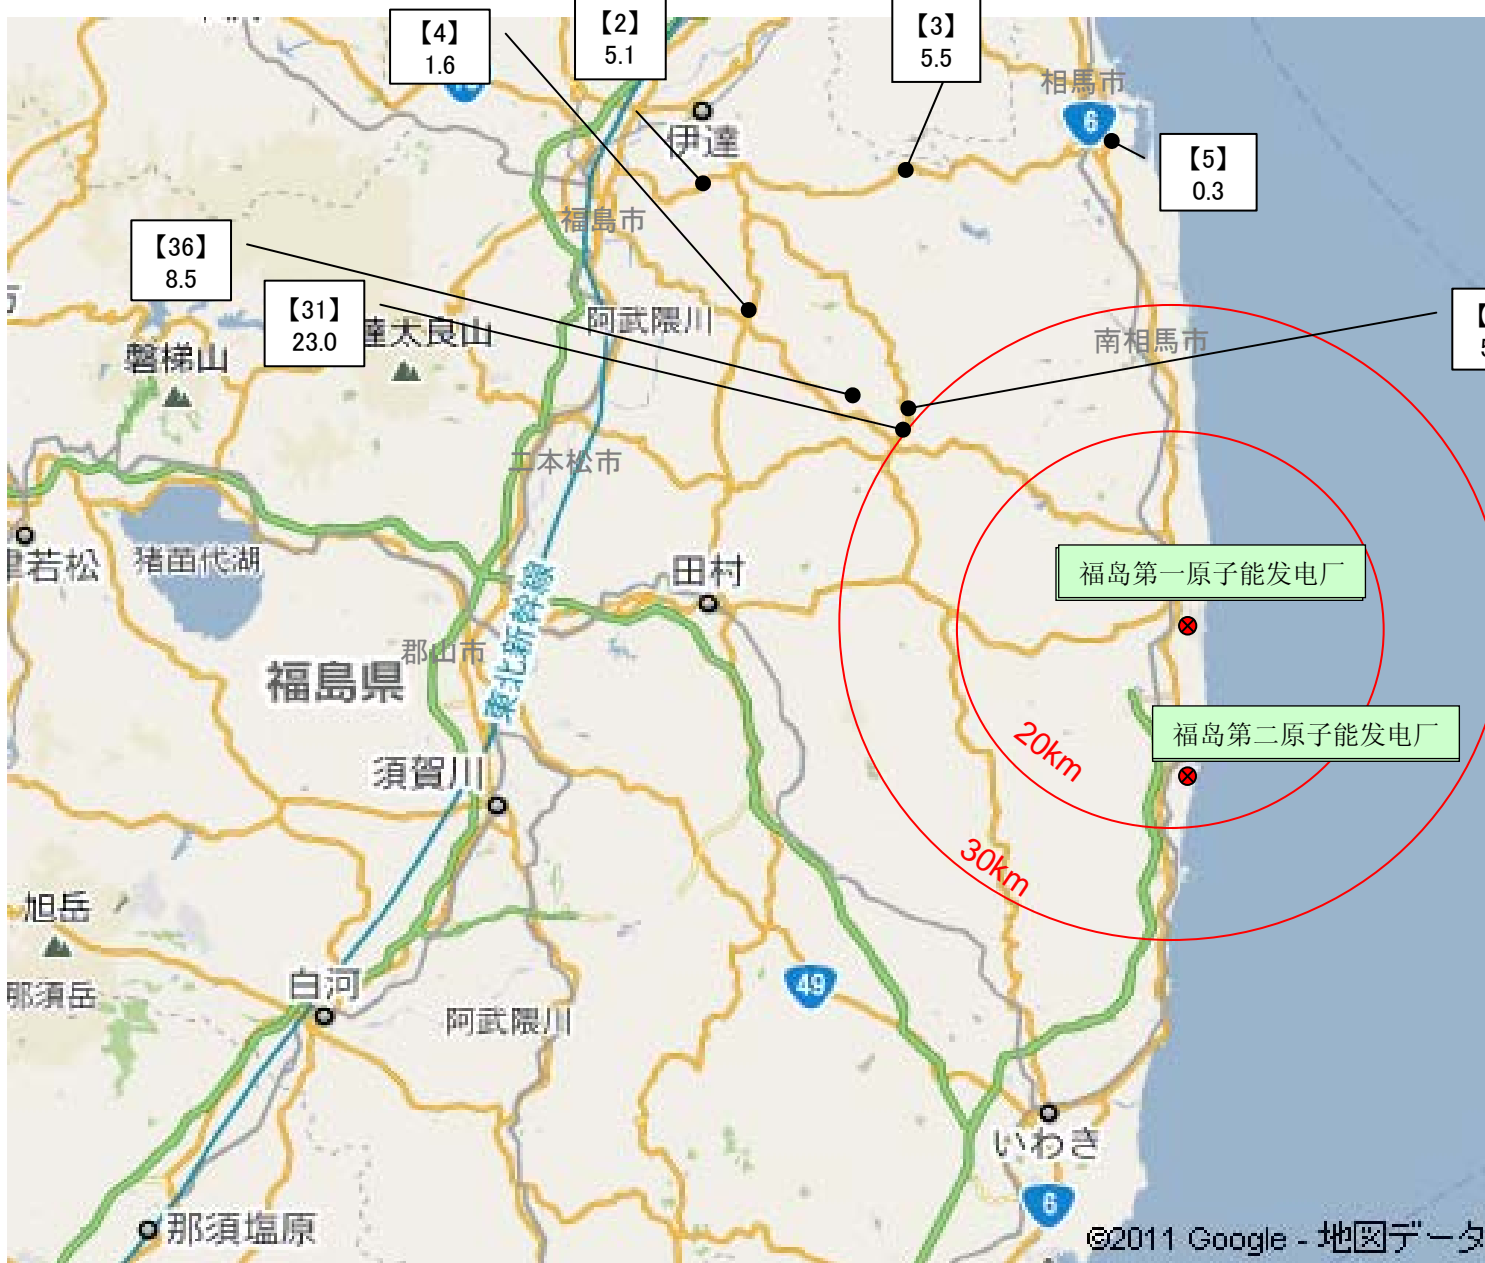 【4】
1.6
【2】
5.1
【3】
5.5
相馬市
6
伊達
【5】
0.3
福島市
【36】
8.5
【31】
23.0
達太良山
阿武隈川
南相馬市
磐梯山
二本松市
猪苗代湖
若松
田村
福岛第一原子能发电厂
東北新幹線
郡山市
福島県
福岛第二原子能发电厂
20km
須賀川
30km
旭岳
白河
49
那須岳
阿武隈川
いわき
6
那須塩原
©2011 Google - 地図データ